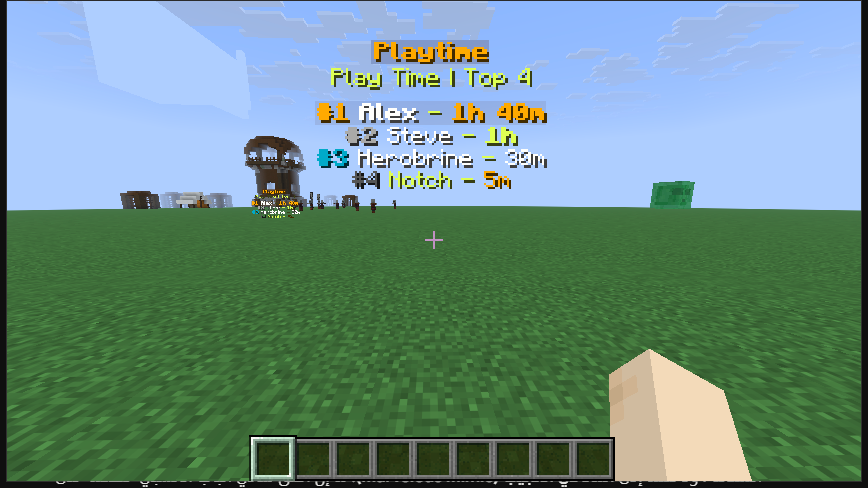 Playtime
Play Time | Top 4
#1 Alex - 1h 40m
#2 Steve - 1h
#3 Herobrine - 30m
#4 Notch - 5m